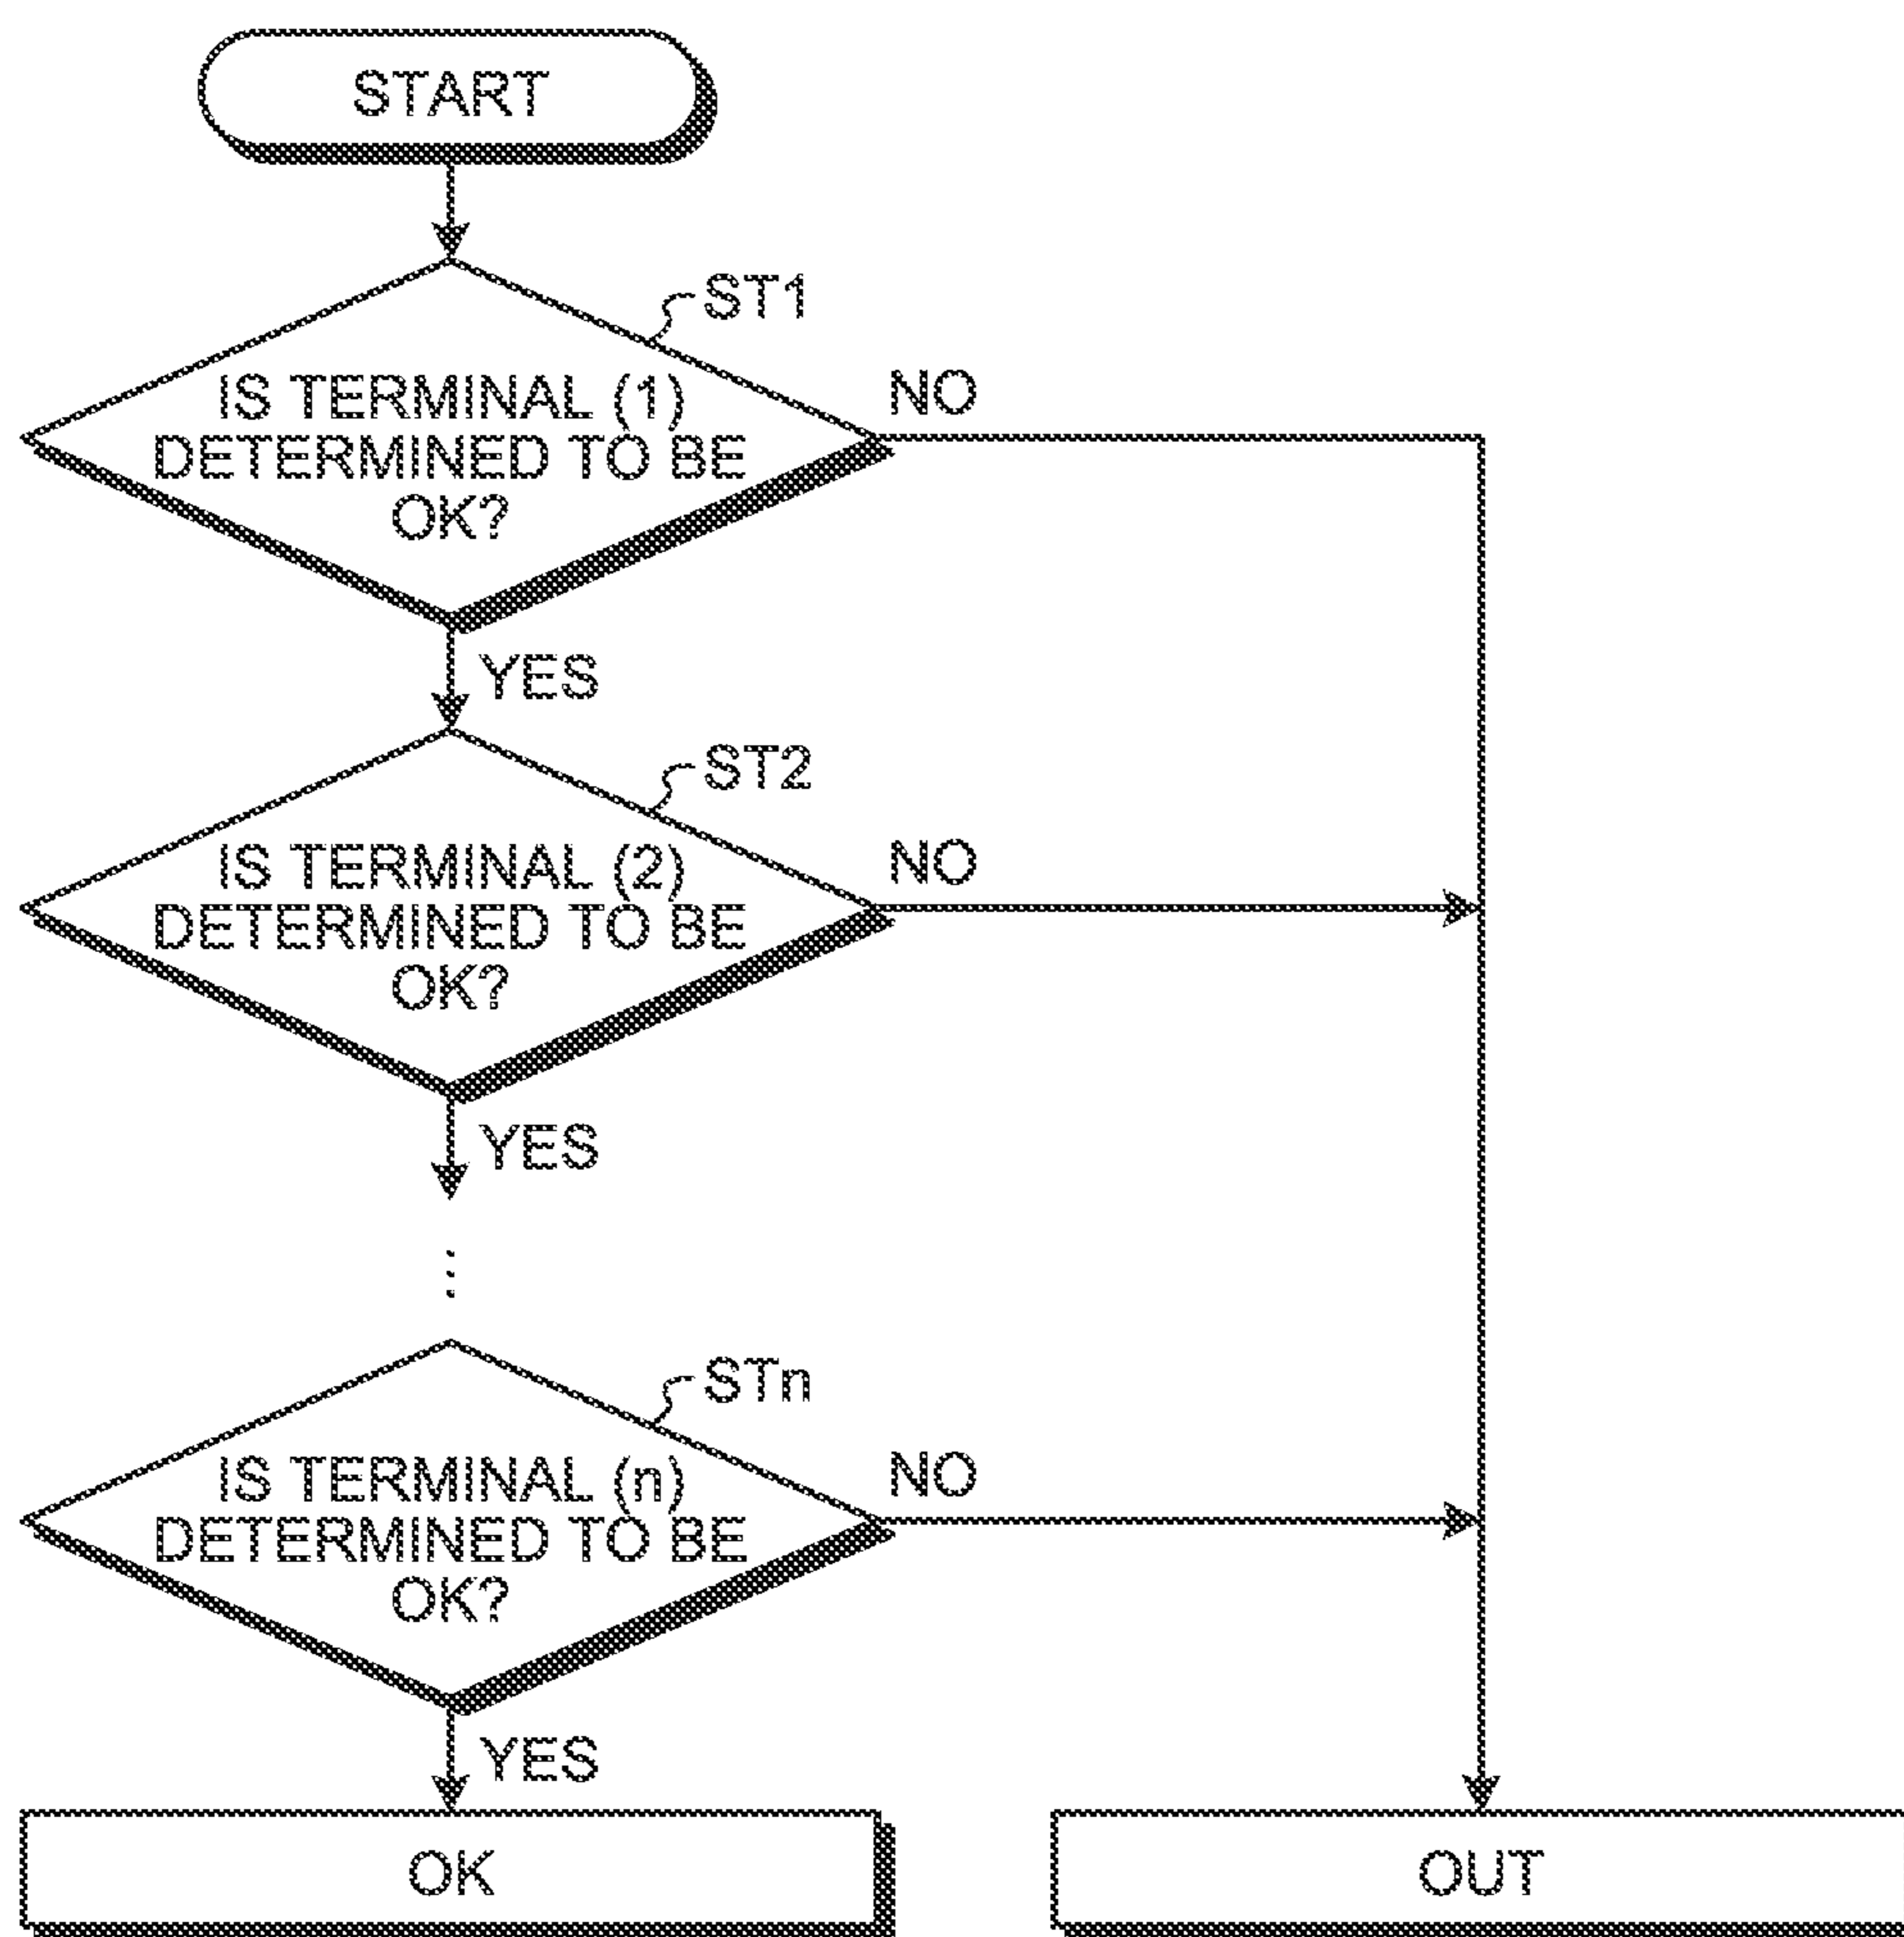 START
ST1
IS TERMINAL (1)
DETERMINED TO BE
OK?
NO
YES
ST2
IS TERMINAL (2)
DETERMINED TO BE
OK?
NO
YES
STn
IS TERMINAL (n)
DETERMINED TO BE
OK?
NO
YES
OK
OUT